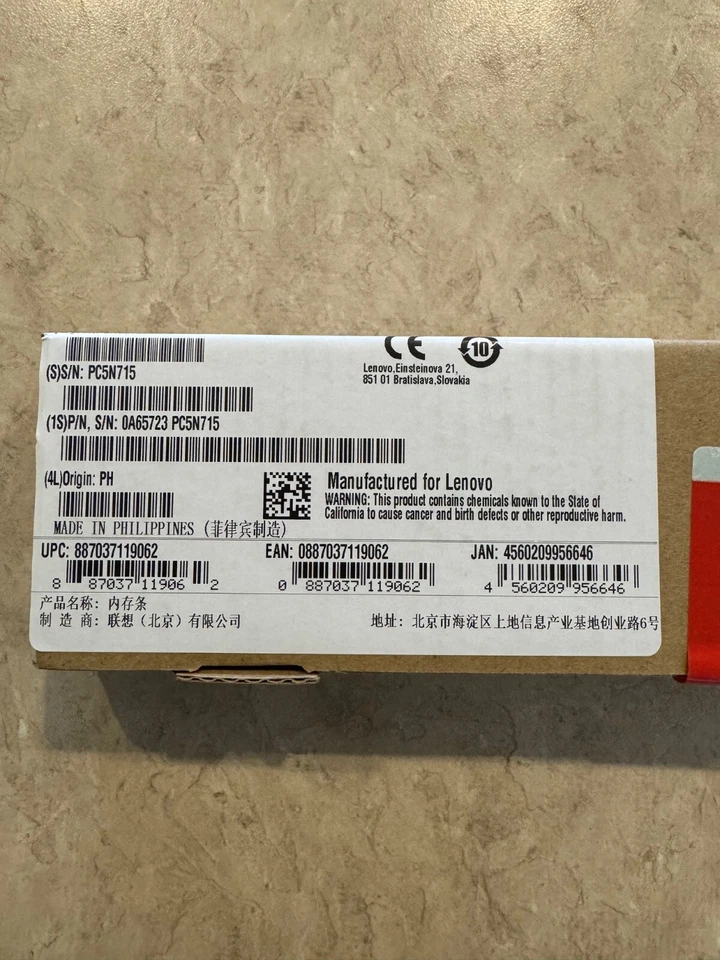 CE
10
Lenovo,Einsteinova 21,
851 01 Bratislava,Slovakia
(S)S/N: PC5N715
(1S)P/N, S/N: 0A65723 PC5N715
(4L)Origin: PH
Manufactured for Lenovo
WARNING: This product contains chemicals known to the State of
California to cause cancer and birth defects or other reproductive harm.
MADE IN PHILIPPINES (菲律宾制造)
UPC: 887037119062
EAN: 0887037119062
JAN: 4560209956646
8 87037 11906 2
0 887037 119062
4 560209 956646
产品名称: 内存条
制 造 商: 联想（北京）有限公司
地址: 北京市海淀区上地信息产业基地创业路6号